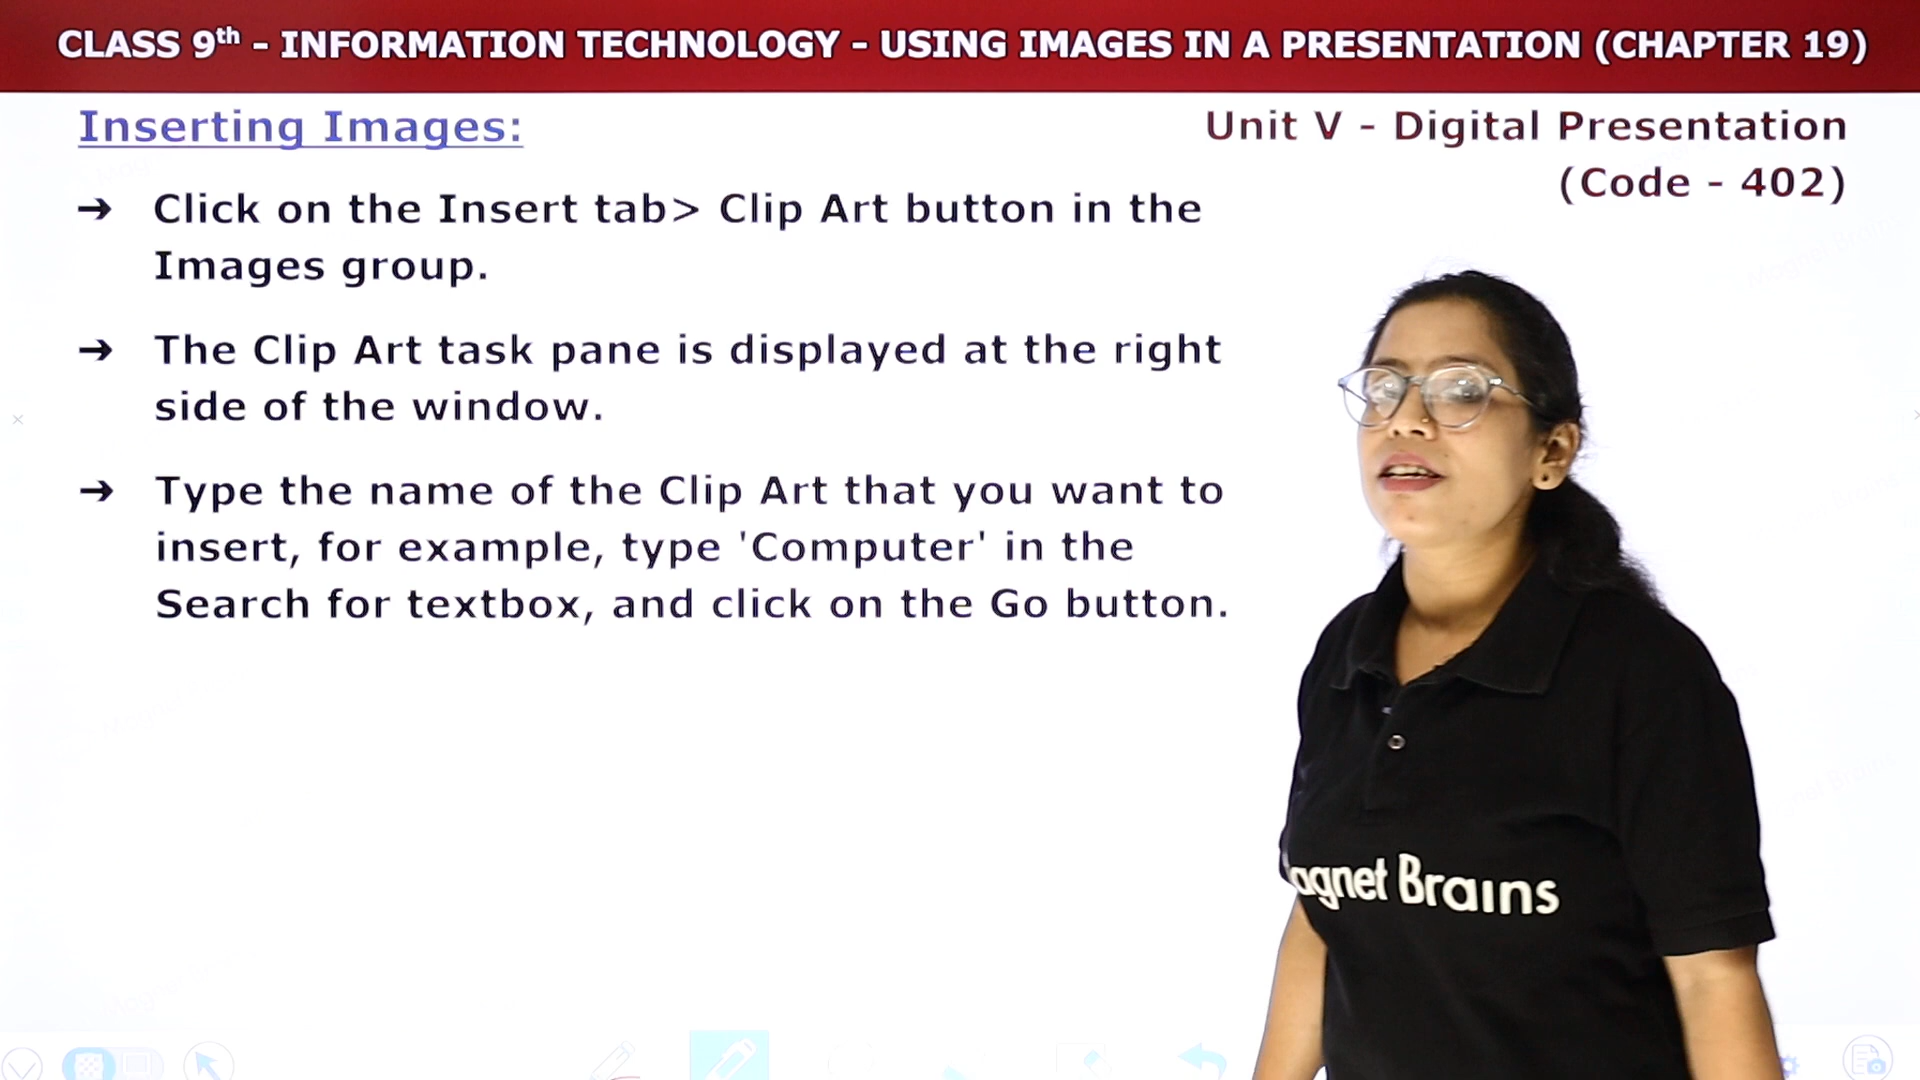 CLASS 9th - INFORMATION TECHNOLOGY - USING IMAGES IN A PRESENTATION (CHAPTER 19)
Inserting Images:
Unit V - Digital Presentation
(Code - 402)
➔ Click on the Insert tab> Clip Art button in the
Images group.
➔ The Clip Art task pane is displayed at the right
side of the window.
➔ Type the name of the Clip Art that you want to
insert, for example, type 'Computer' in the
Search for textbox, and click on the Go button.
agnet Brains